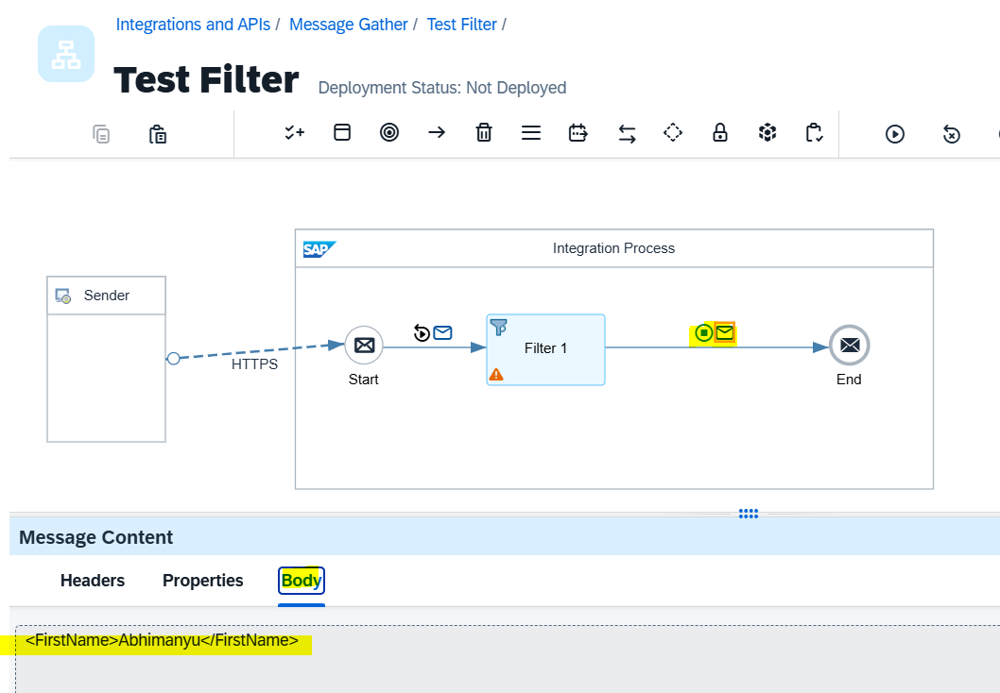 Integrations and APIs / Message Gather / Test Filter /
Test Filter Deployment Status: Not Deployed
SAP Integration Process
Sender
HTTPS
Start
Filter 1
End
Message Content
Headers Properties Body
<FirstName>Abhimanyu</FirstName>